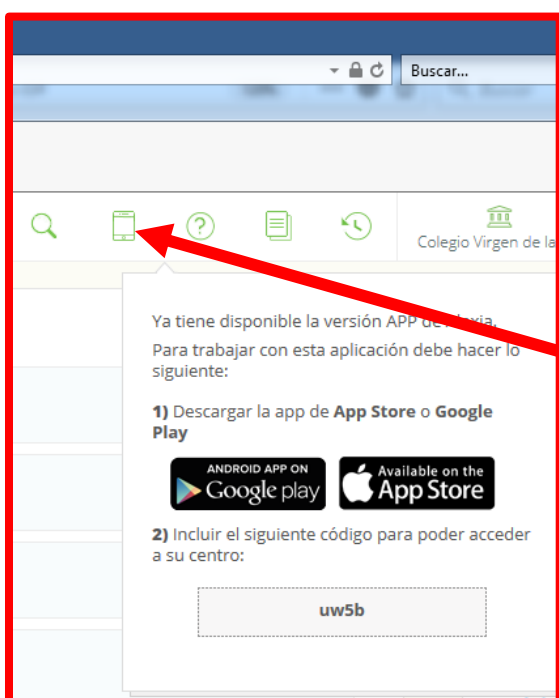 Buscar...
Colegio Virgen de la
Ya tiene disponible la versión APP de Alexia.
Para trabajar con esta aplicación debe hacer lo
siguiente:
1) Descargar la app de App Store o Google
Play
ANDROID APP ON
Google play
Available on the
App Store
2) Incluir el siguiente código para poder acceder
a su centro:
uw5b